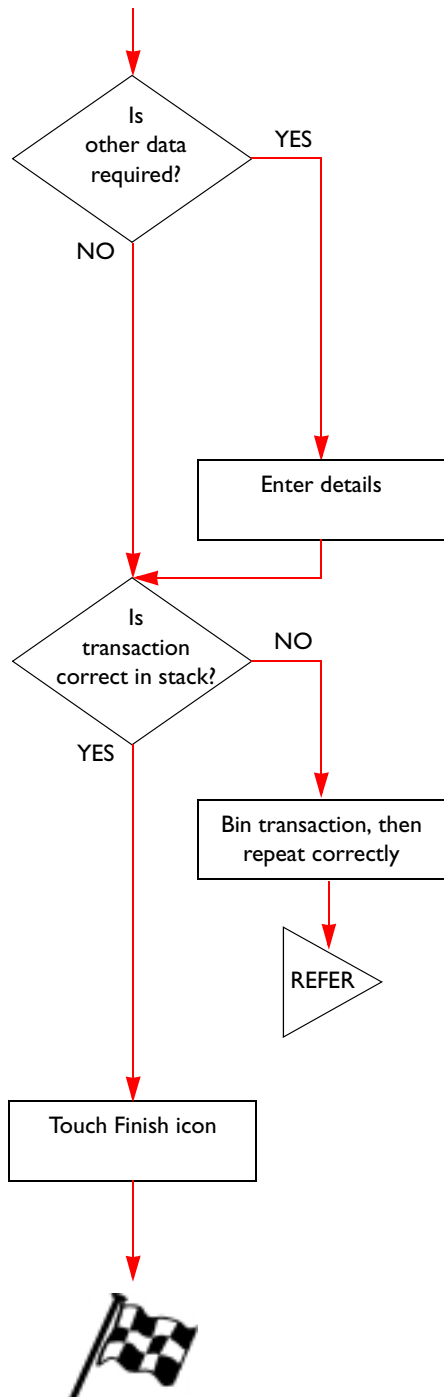 Is
other data
required?
YES
NO
Enter details
Is
transaction
correct in stack?
NO
YES
Bin transaction, then
repeat correctly
REFER
Touch Finish icon